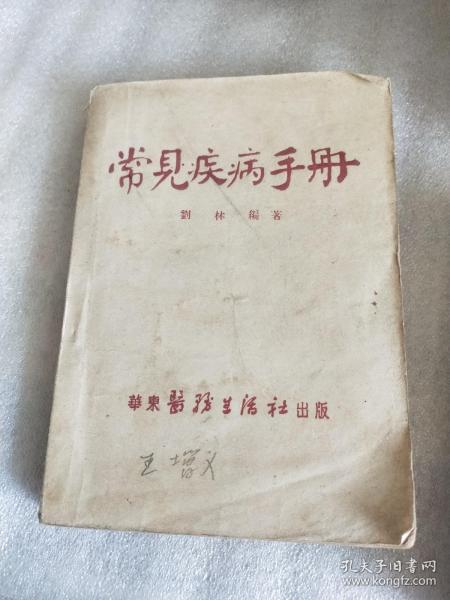 常見疾病手册
劉林編著
華東醫務生活社出版
王增义
孔夫子旧书网
www.kongfz.com